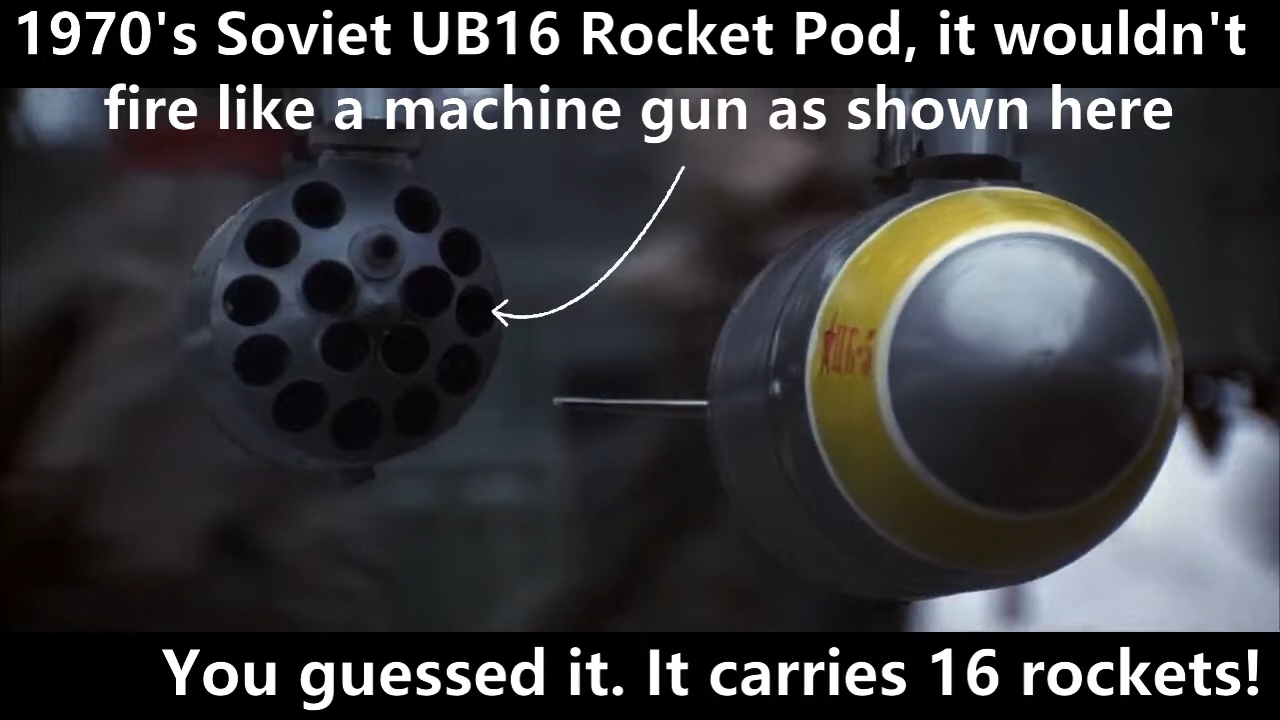 1970's Soviet UB16 Rocket Pod, it wouldn't
fire like a machine gun as shown here
You guessed it. It carries 16 rockets!